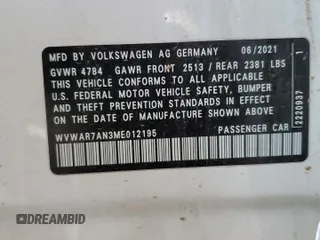 MFD BY VOLKSWAGEN AG GERMANY 06/2021
GVWR 4784 GAWR FRONT 2513 / REAR 2381 LBS
THIS VEHICLE CONFORMS TO ALL APPLICABLE
U.S. FEDERAL MOTOR VEHICLE SAFETY, BUMPER
AND THEFT PREVENTION STANDARDS IN EFFECT
ON THE DATE OF MANUFACTURE SHOWN ABOVE
WVWAR7AN3ME012195 PASSENGER CAR
2220937 1
©DREAMBID